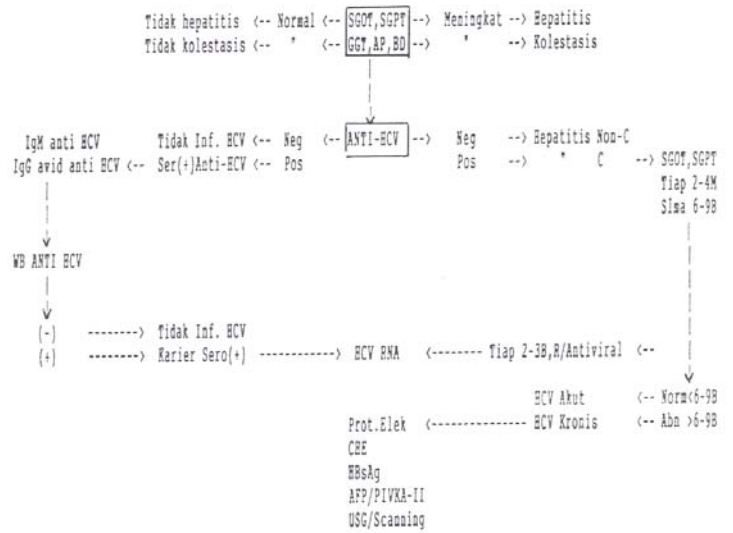 Tidak hepatitis <-- Normal <-- SGOT,SGPT --> Meningkat --> Hepatitis
Tidak kolestasis <-- " <-- GGT,AP,BD --> " --> Kolestasis
IgM anti HCV Tidak Inf. HCV <-- Neg <-- ANTI-HCV --> Neg --> Hepatitis Non-C
IgG avid anti HCV <-- Ser(+)Anti-HCV <-- Pos Pos --> " C --> SGOT,SGPT
Tiap 2-4M
Slma 6-9B
WB ANTI HCV
(-) --------> Tidak Inf. HCV
(+) --------> Karier Sero(+) ------------> HCV RNA <-------- Tiap 2-3B,R/Antiviral <--
HCV Akut <-- Norm<6-9B
Prot.Elek <--------------- HCV Kronis <-- Abn >6-9B
CHE
HBsAg
AFP/PIVKA-II
USG/Scanning